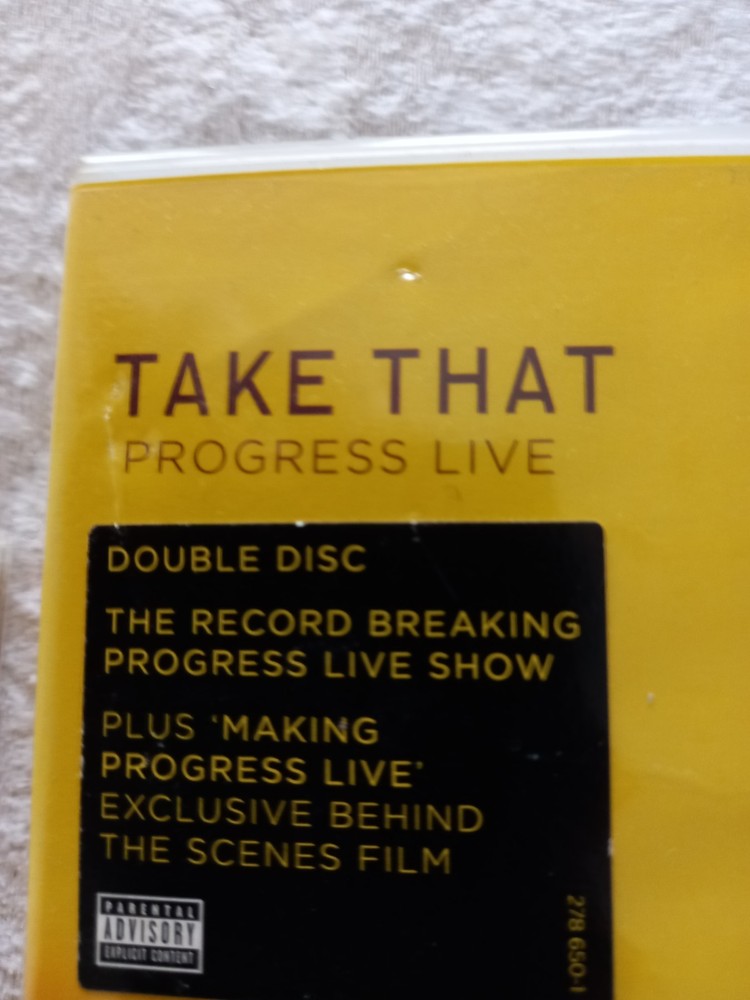 TAKE THAT
PROGRESS LIVE
DOUBLE DISC
THE RECORD BREAKING
PROGRESS LIVE SHOW
PLUS ‘MAKING
PROGRESS LIVE’
EXCLUSIVE BEHIND
THE SCENES FILM
PARENTAL
ADVISORY
EXPLICIT CONTENT
278 650-1